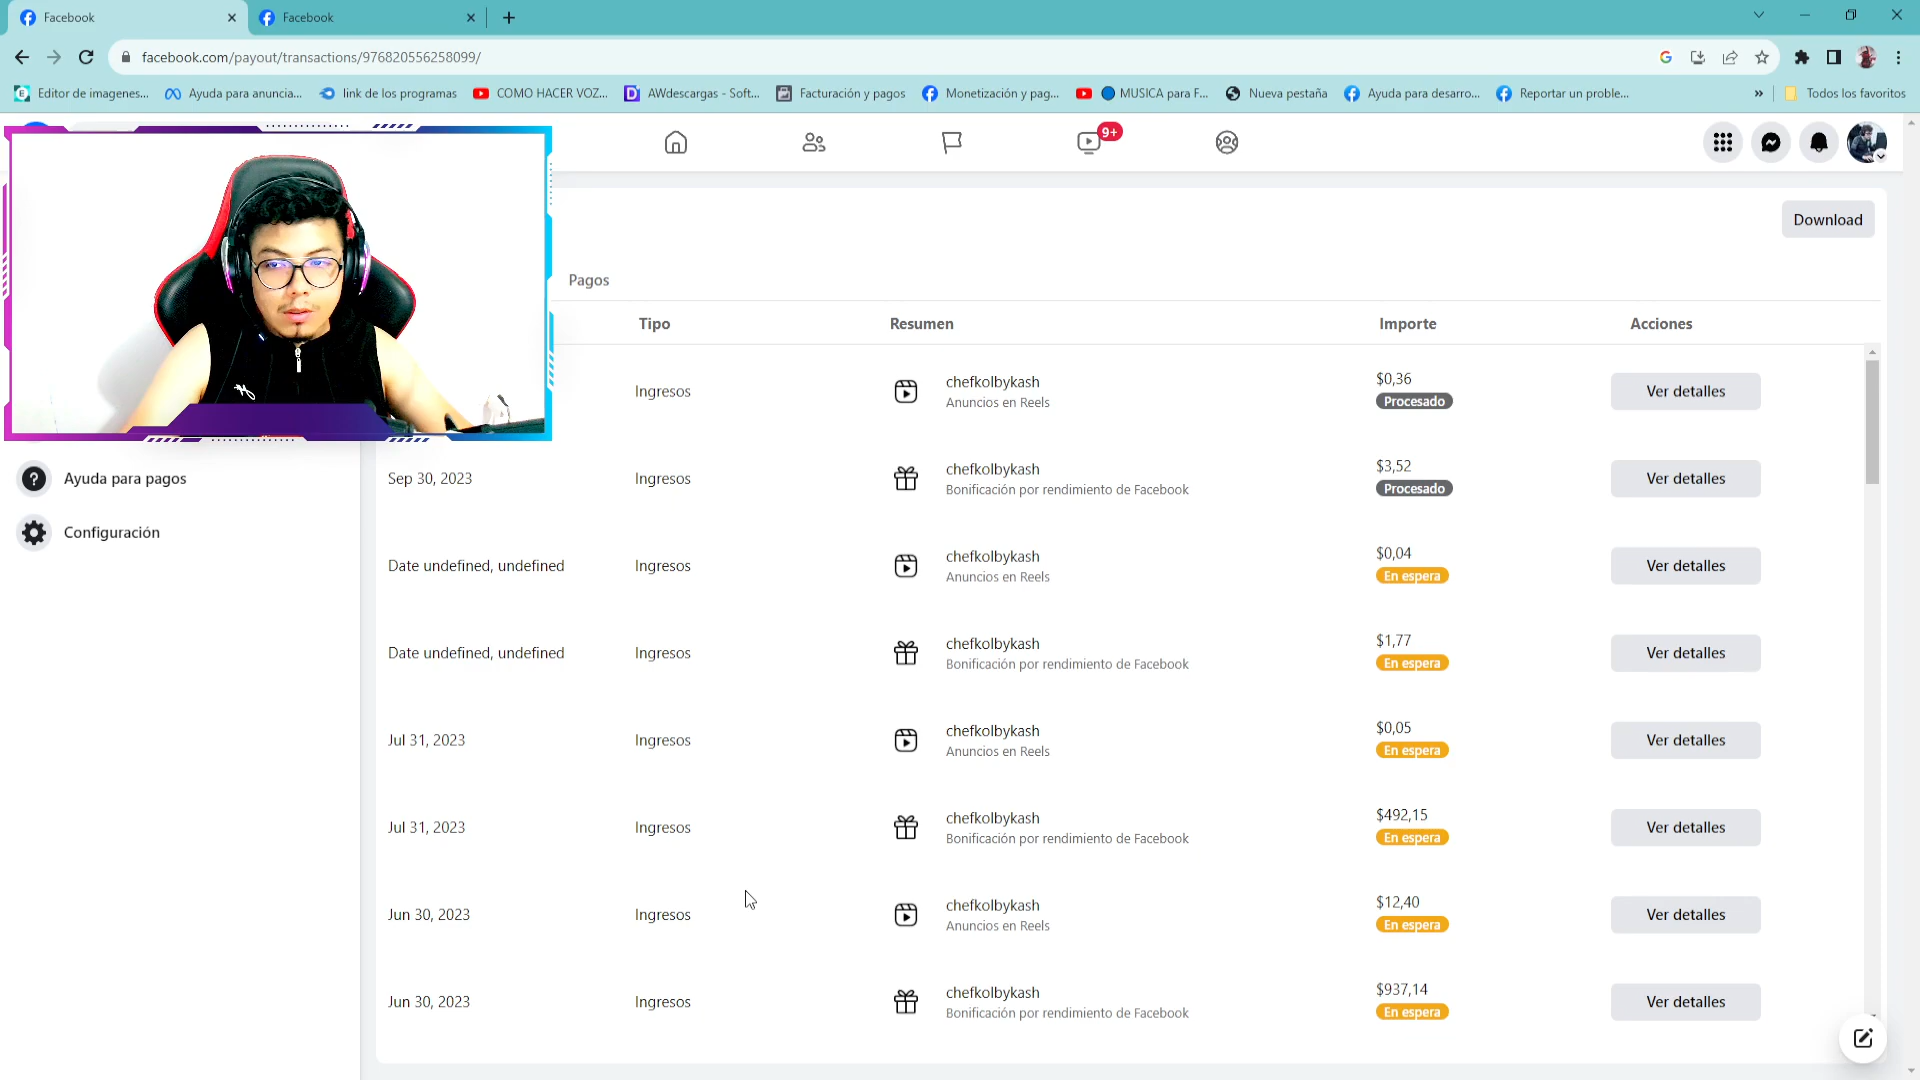 Facebook
Facebook
facebook.com/payout/transactions/976820556258099/
Editor de imagenes...
Ayuda para anuncia...
link de los programas
COMO HACER VOZ...
AWdescargas - Soft...
Facturación y pagos
Monetización y pag...
MUSICA para F...
Nueva pestaña
Ayuda para desarro...
Reportar un proble...
»
Todos los favoritos
9+
Download
Pagos
Tipo
Resumen
Importe
Acciones
Ingresos
chefkolbykash
Anuncios en Reels
$0,36
Procesado
Ver detalles
Ayuda para pagos
Configuración
Sep 30, 2023
Ingresos
chefkolbykash
Bonificación por rendimiento de Facebook
$3,52
Procesado
Ver detalles
Date undefined, undefined
Ingresos
chefkolbykash
Anuncios en Reels
$0,04
En espera
Ver detalles
Date undefined, undefined
Ingresos
chefkolbykash
Bonificación por rendimiento de Facebook
$1,77
En espera
Ver detalles
Jul 31, 2023
Ingresos
chefkolbykash
Anuncios en Reels
$0,05
En espera
Ver detalles
Jul 31, 2023
Ingresos
chefkolbykash
Bonificación por rendimiento de Facebook
$492,15
En espera
Ver detalles
Jun 30, 2023
Ingresos
chefkolbykash
Anuncios en Reels
$12,40
En espera
Ver detalles
Jun 30, 2023
Ingresos
chefkolbykash
Bonificación por rendimiento de Facebook
$937,14
En espera
Ver detalles